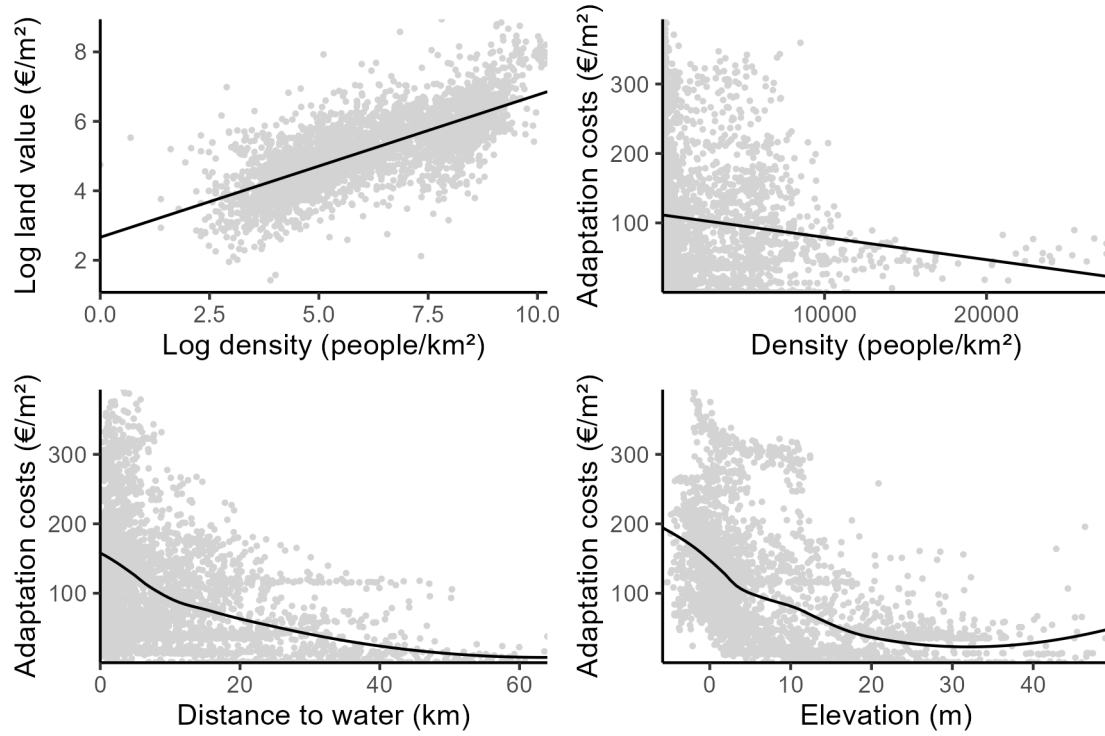 Log land value (€/m²)
8
6
4
2
0.0 2.5 5.0 7.5 10.0
Log density (people/km²)
Adaptation costs (€/m²)
300
200
100
10000 20000
Density (people/km²)
Adaptation costs (€/m²)
300
200
100
0 20 40 60
Distance to water (km)
Adaptation costs (€/m²)
300
200
100
0 10 20 30 40
Elevation (m)